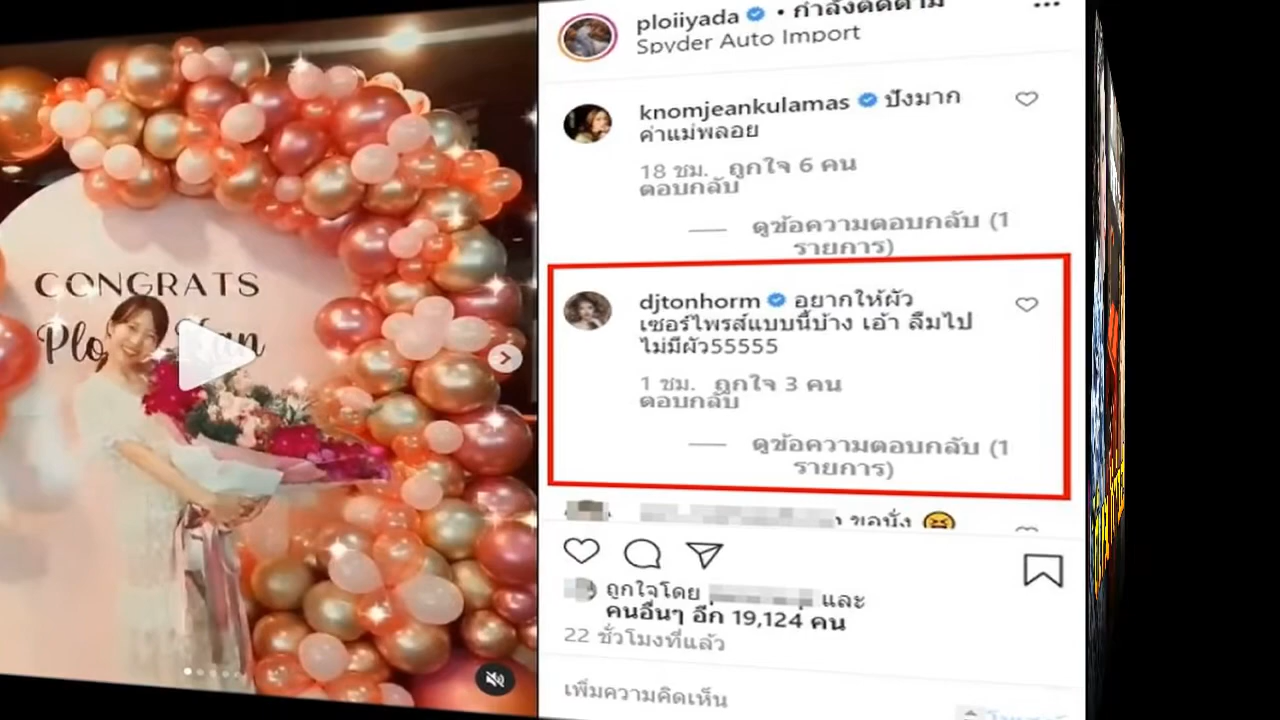 CONGRATS
ploiiyada • กำลังติดตาม
Spyder Auto Import
knomjeankulamas ปังมาก
ค่าแม่พลอย
18 ชม. ถูกใจ 6 คน
ตอบกลับ
ดูข้อความตอบกลับ (1
รายการ)
djtonhorm อยากให้ผัว
เซอร์ไพรส์แบบนี้บ้าง เอ้า ลืมไป
ไม่มีผัว55555
1 ชม. ถูกใจ 3 คน
ตอบกลับ
ดูข้อความตอบกลับ (1
รายการ)
ขอนั่ง
ถูกใจโดย และ
คนอื่นๆ อีก 19,124 คน
22 ชั่วโมงที่แล้ว
เพิ่มความคิดเห็น